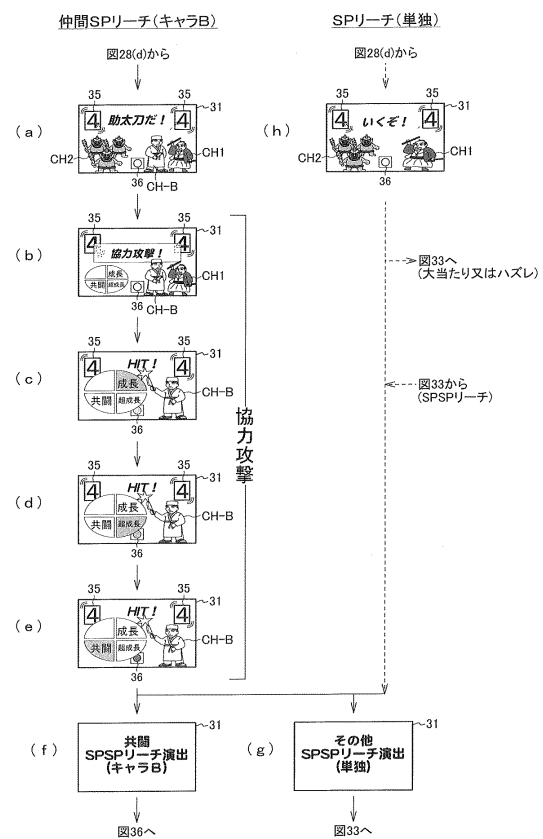 仲間SPリーチ(キャラB)
SPリーチ(単独)
図28(d)から
図28(d)から
(a)
35
35
31
4
助太刀だ!
4
CH2
36
CH-B
CH1
(h)
35
35
31
4
いくぞ!
4
CH2
36
CH1
(b)
35
35
31
4
協力攻撃!
4
成長
共闘
超成長
36
CH-B
CH1
図33へ
(大当たり又はハズレ)
(c)
35
35
31
4
HIT!
4
成長
共闘
超成長
CH-B
36
図33から
(SPSPリーチ)
協力攻撃
(d)
35
35
31
4
HIT!
4
成長
共闘
超成長
CH-B
36
(e)
35
35
31
4
HIT!
4
成長
共闘
超成長
CH-B
36
(f)
31
共闘
SPSPリーチ演出
(キャラB)
図36へ
(g)
31
その他
SPSPリーチ演出
(単独)
図33へ